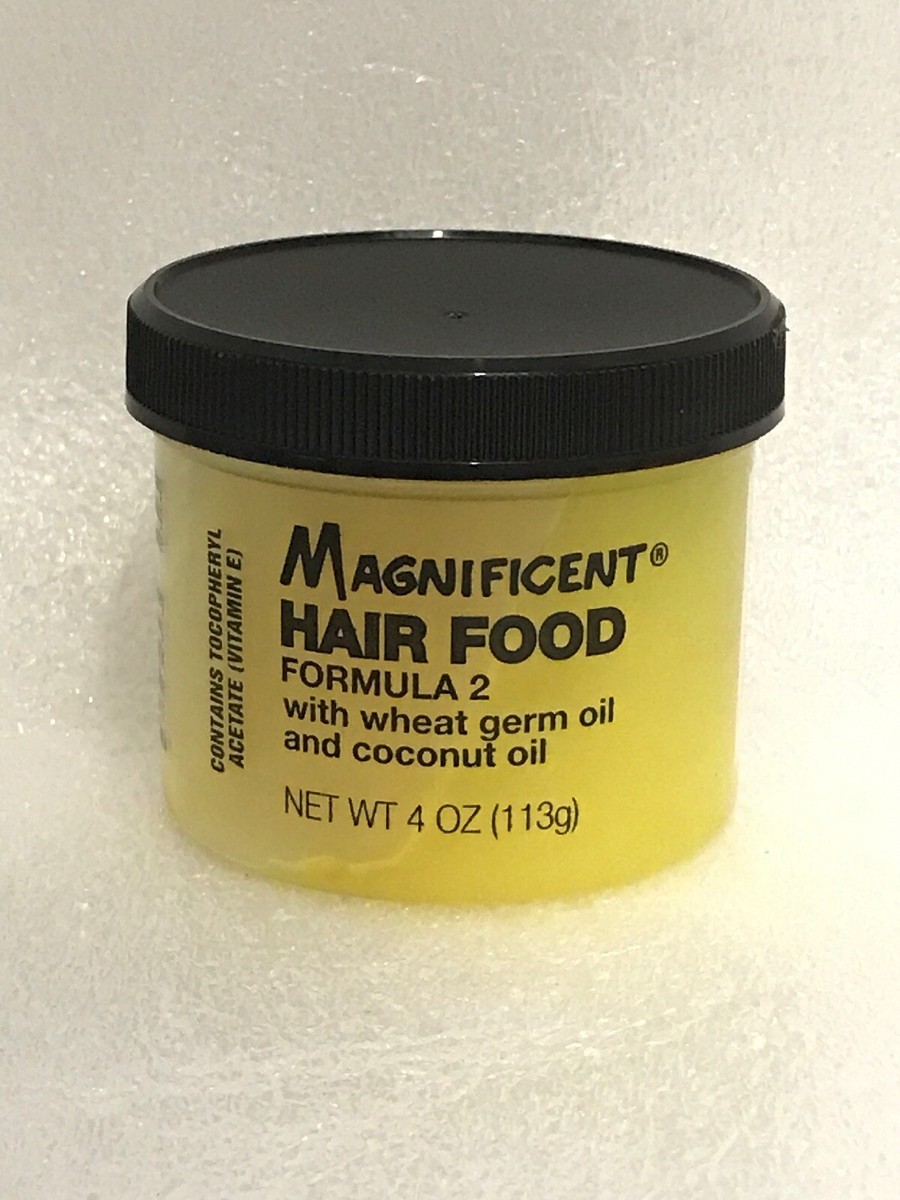 MAGNIFICENT®
HAIR FOOD
FORMULA 2
with wheat germ oil
and coconut oil
NET WT 4 OZ (113g)
CONTAINS TOCOPHERYL
ACETATE (VITAMIN E)